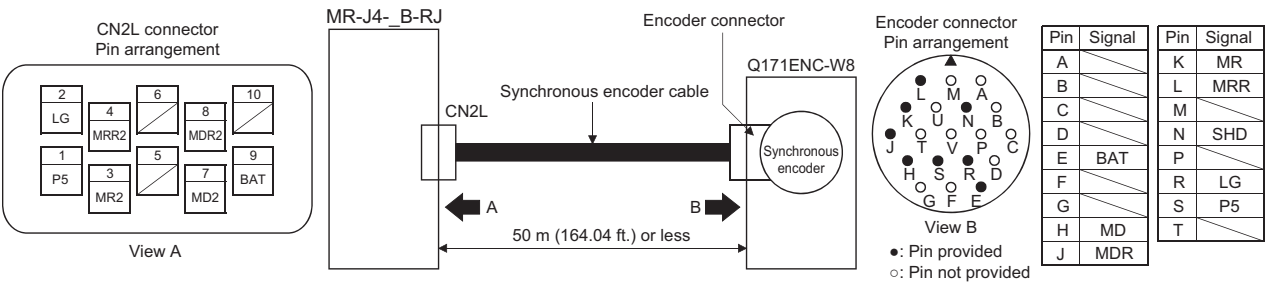 CN2L connector
Pin arrangement
2
LG
4
MRR2
6
8
MDR2
10
1
P5
3
MR2
5
7
MD2
9
BAT
View A
MR-J4-_B-RJ
CN2L
Synchronous encoder cable
Encoder connector
Q171ENC-W8
Synchronous
encoder
A
B
50 m (164.04 ft.) or less
Encoder connector
Pin arrangement
L M A
K U N B
J T V P C
H S R D
G F E
View B
●: Pin provided
○: Pin not provided
Pin Signal
A
B
C
D
E BAT
F
G
H MD
J MDR
Pin Signal
K MR
L MRR
M
N SHD
P
R LG
S P5
T